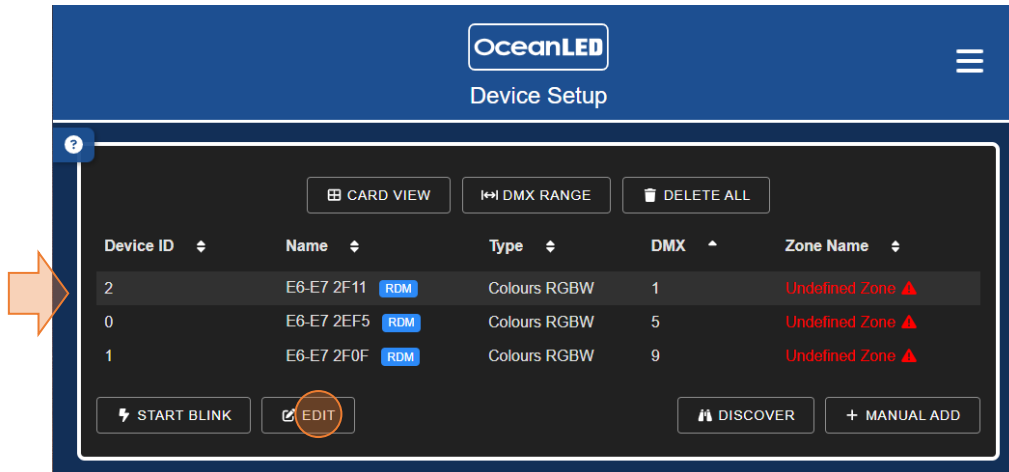 OceanLED
Device Setup
?
CARD VIEW
DMX RANGE
DELETE ALL
Device ID Name Type DMX Zone Name
2 E6-E7 2F11 RDM Colours RGBW 1 Undefined Zone
0 E6-E7 2EF5 RDM Colours RGBW 5 Undefined Zone
1 E6-E7 2F0F RDM Colours RGBW 9 Undefined Zone
START BLINK
EDIT
DISCOVER
+ MANUAL ADD